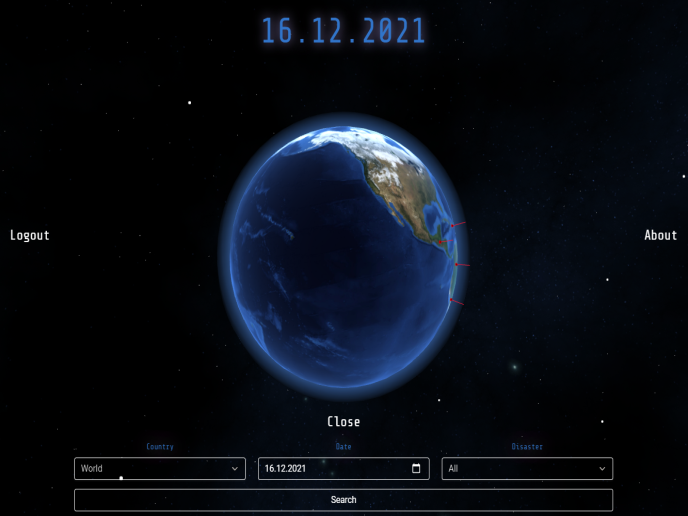 16.12.2021
Logout
About
Close
Country
Date
Disaster
World
16.12.2021
All
Search